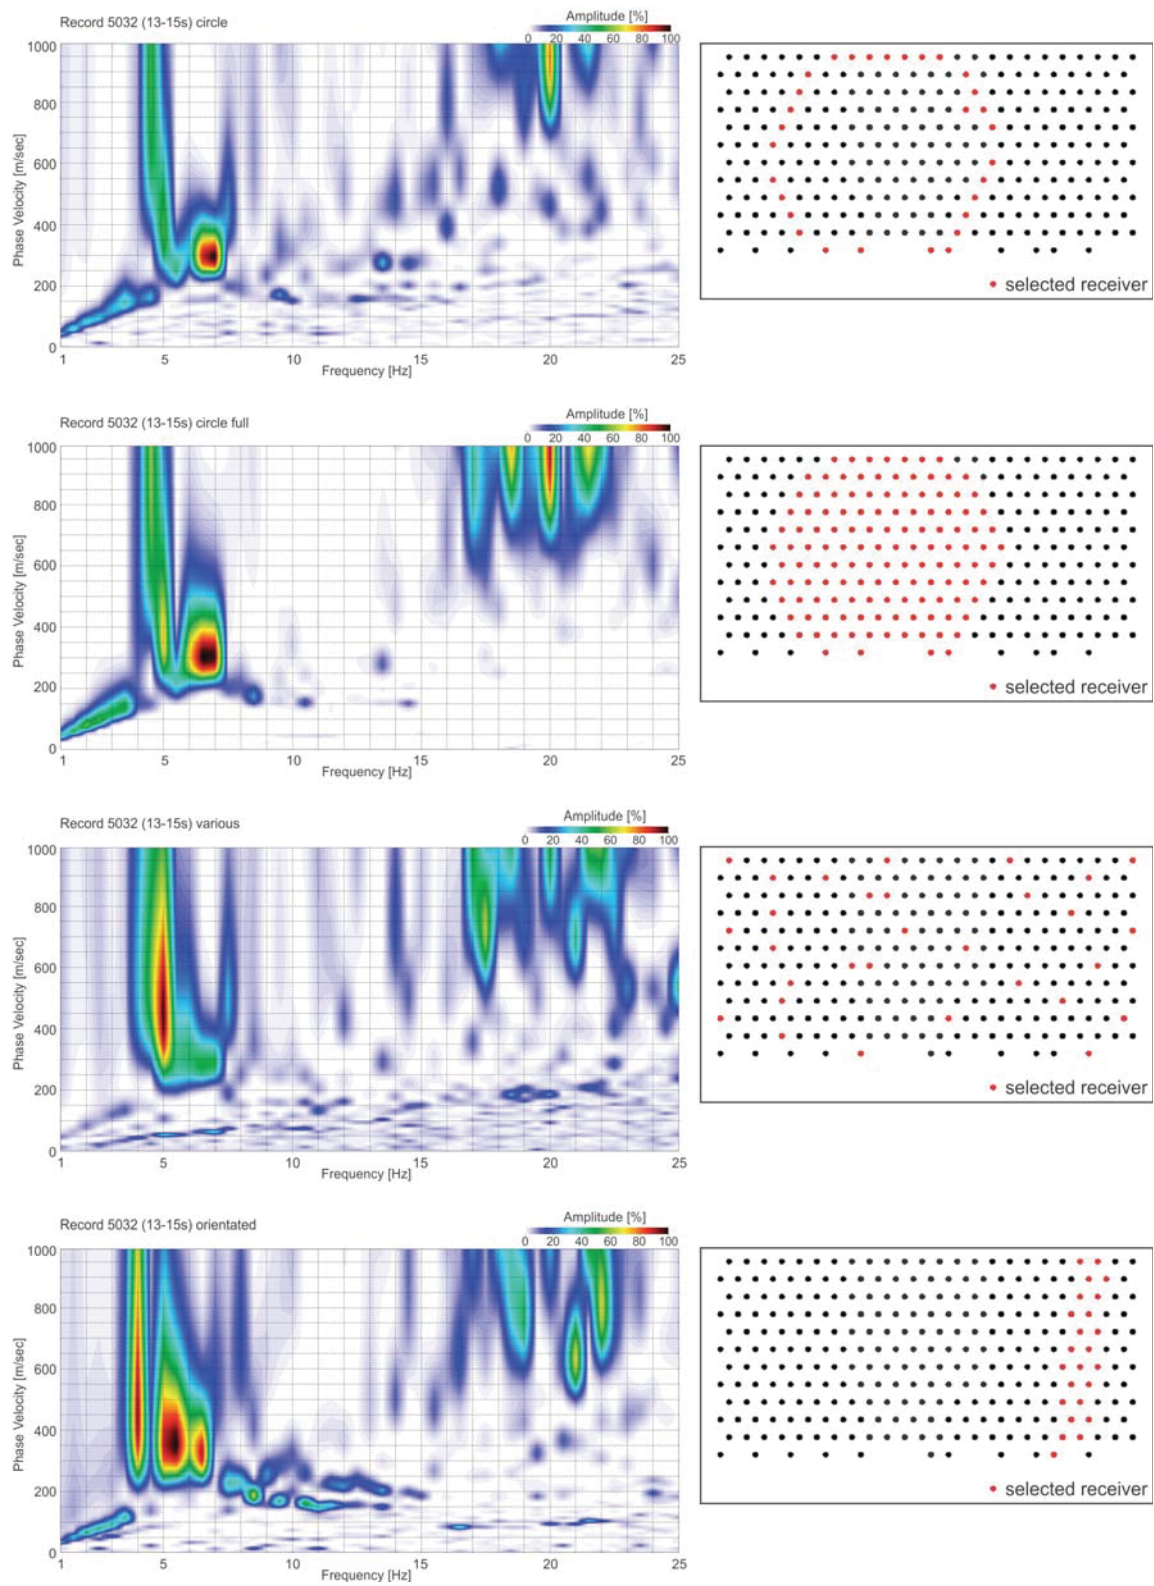 Record 5032 (13-15s) circle
Amplitude [%]
0 20 40 60 80 100
1000
800
600
400
200
0
Phase Velocity [m/sec]
1 5 10 15 20 25
Frequency [Hz]
selected receiver
Record 5032 (13-15s) circle full
Amplitude [%]
0 20 40 60 80 100
1000
800
600
400
200
0
Phase Velocity [m/sec]
1 5 10 15 20 25
Frequency [Hz]
selected receiver
Record 5032 (13-15s) various
Amplitude [%]
0 20 40 60 80 100
1000
800
600
400
200
0
Phase Velocity [m/sec]
1 5 10 15 20 25
Frequency [Hz]
selected receiver
Record 5032 (13-15s) orientated
Amplitude [%]
0 20 40 60 80 100
1000
800
600
400
200
0
Phase Velocity [m/sec]
1 5 10 15 20 25
Frequency [Hz]
selected receiver